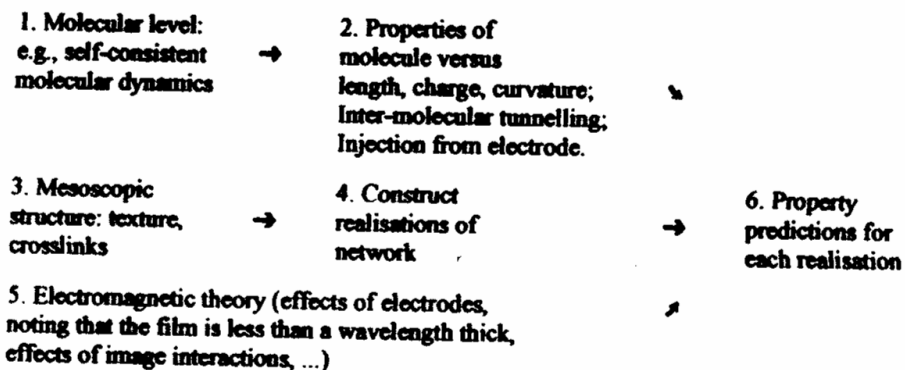 1. Molecular level:
e.g., self-consistent →
molecular dynamics
2. Properties of
molecule versus
length, charge, curvature; ↘
Inter-molecular tunnelling;
Injection from electrode.
3. Mesoscopic
structure: texture, →
crosslinks
4. Construct
realisations of →
network
5. Electromagnetic theory (effects of electrodes, ↗
noting that the film is less than a wavelength thick,
effects of image interactions, ...)
6. Property
predictions for
each realisation